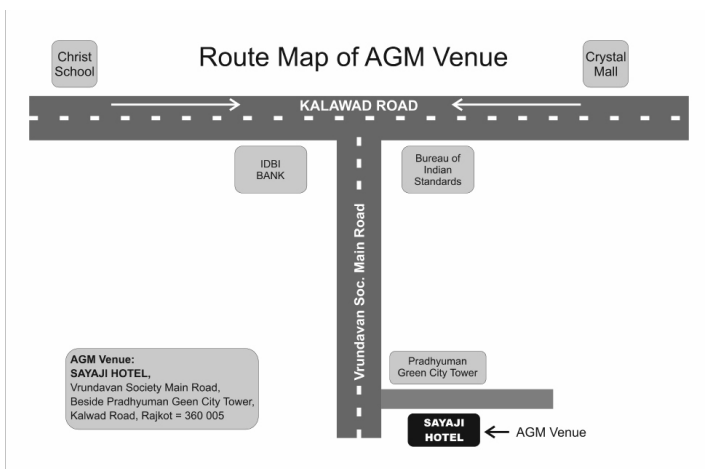 Route Map of AGM Venue
Christ
School
Crystal
Mall
KALAWAD ROAD
IDBI
BANK
Bureau of
Indian
Standards
Vrundavan Soc. Main Road
Pradhyuman
Green City Tower
AGM Venue:
SAYAJI HOTEL,
Vrundavan Society Main Road,
Beside Pradhyuman Geen City Tower,
Kalwad Road, Rajkot = 360 005
SAYAJI
HOTEL
AGM Venue